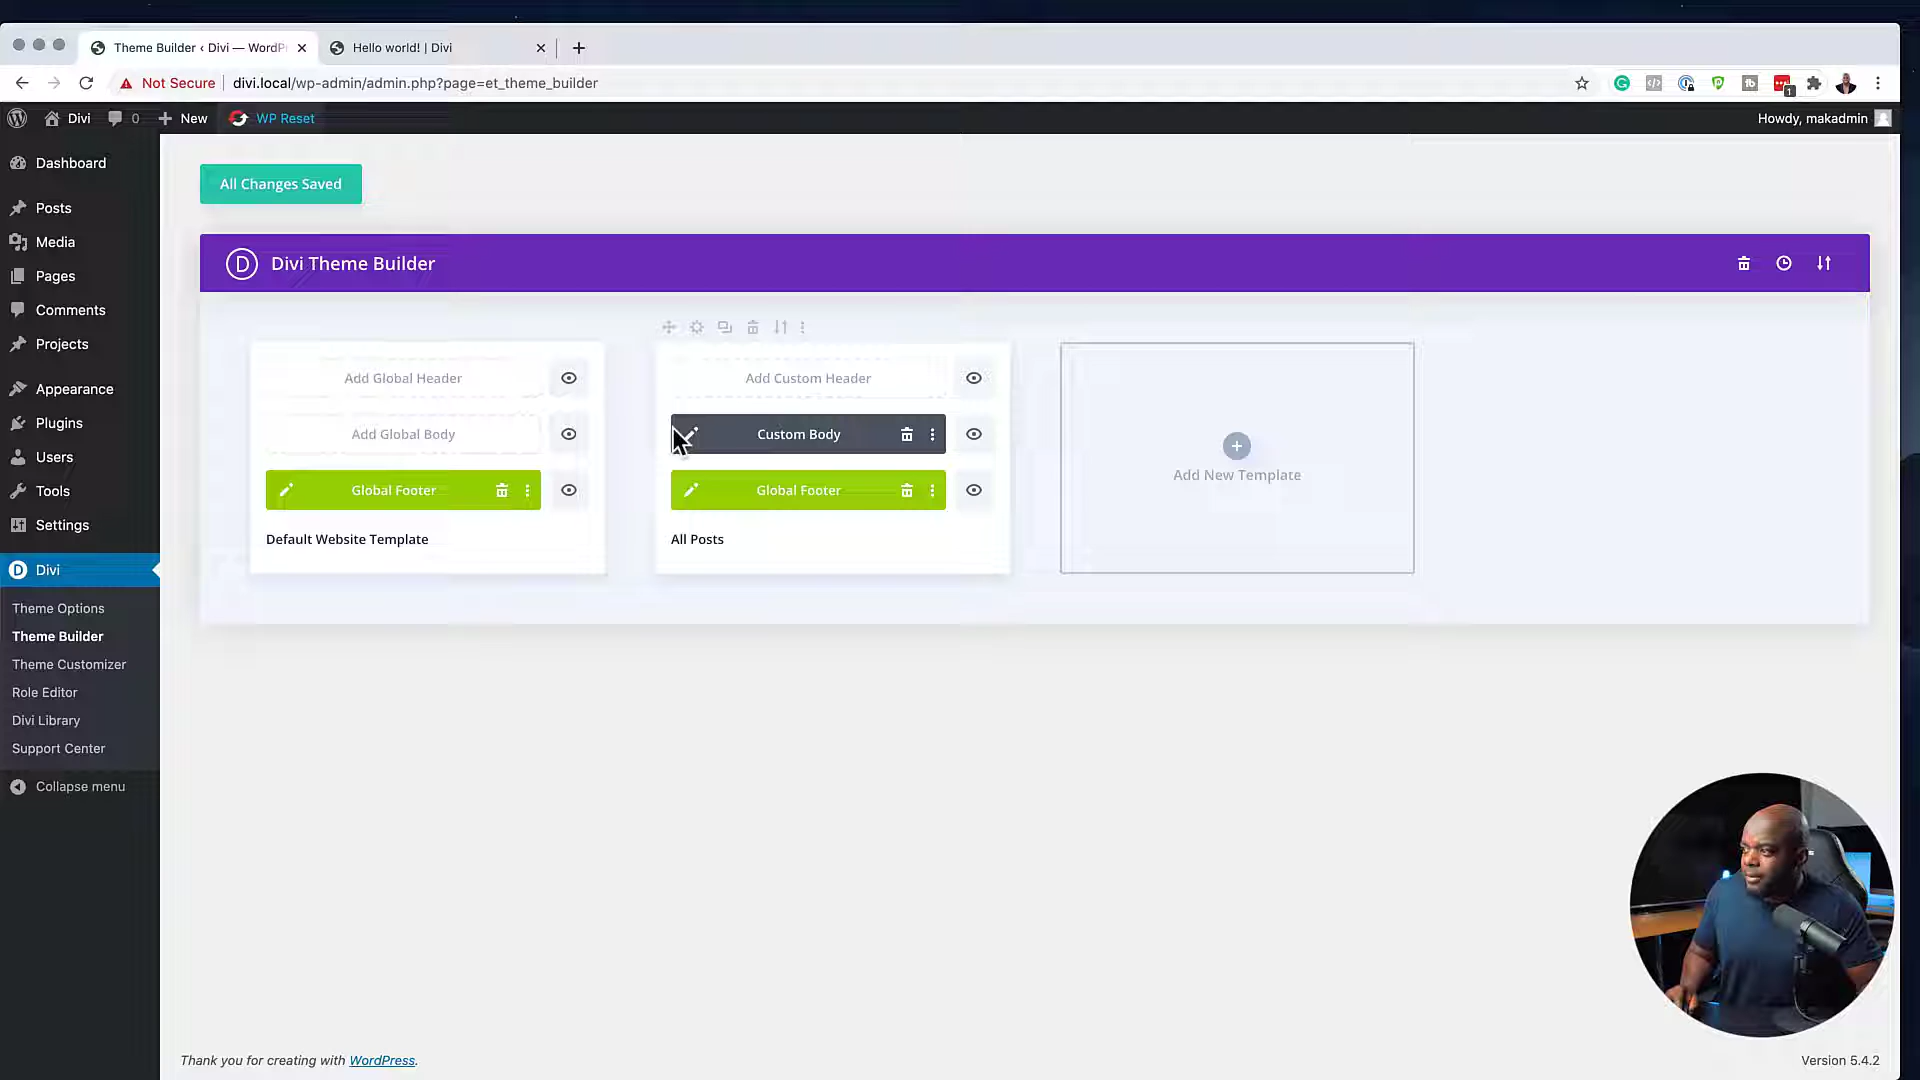 Theme Builder ‹ Divi — WordP
Hello world! | Divi
Not Secure
divi.local/wp-admin/admin.php?page=et_theme_builder
1
Divi
0
New
WP Reset
Howdy, makadmin
Dashboard
Posts
Media
Pages
Comments
Projects
Appearance
Plugins
Users
Tools
Settings
Divi
Theme Options
Theme Builder
Theme Customizer
Role Editor
Divi Library
Support Center
Collapse menu
All Changes Saved
D
Divi Theme Builder
Add Global Header
Add Global Body
Global Footer
Default Website Template
Add Custom Header
Custom Body
Global Footer
All Posts
Add New Template
Thank you for creating with WordPress.
Version 5.4.2